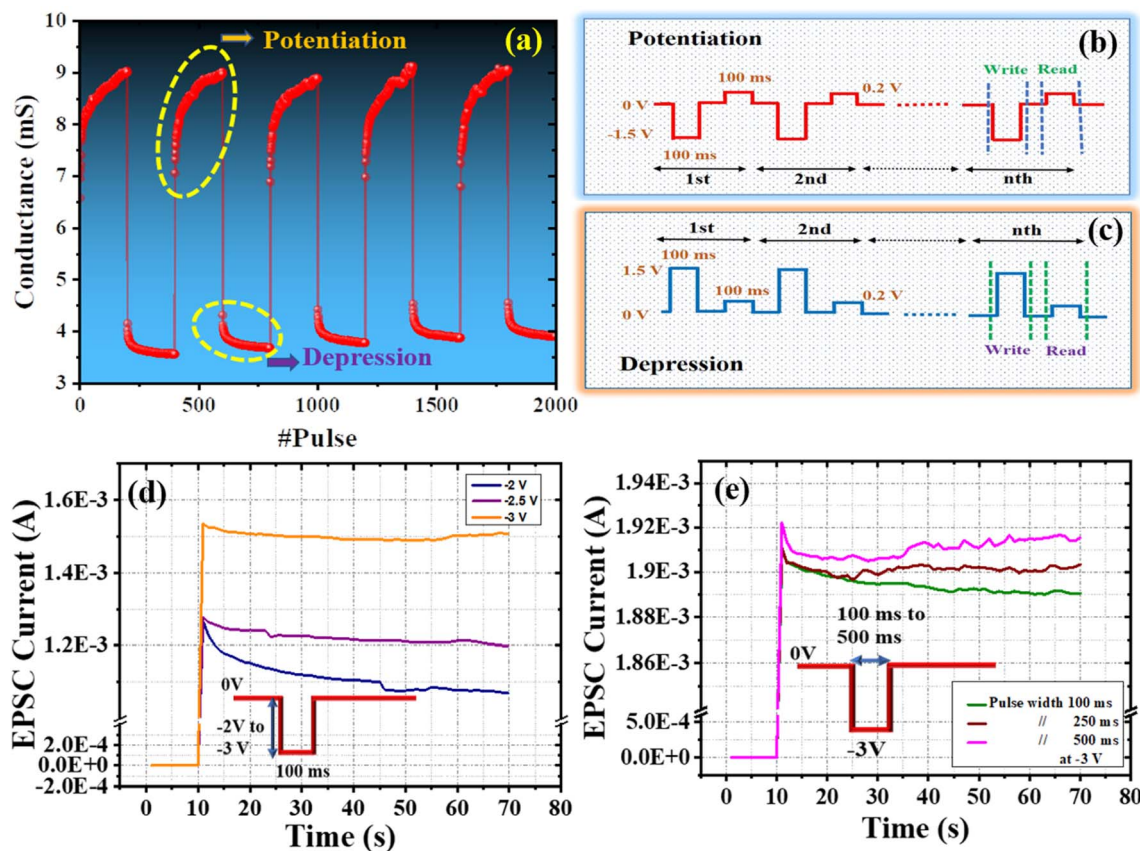 (a)
Potentiation
Depression
Conductance (mS)
10
9
8
7
6
5
4
3
0
500
1000
1500
2000
#Pulse
(b)
Potentiation
100 ms
0.2 V
Write
Read
0 V
-1.5 V
100 ms
1st
2nd
nth
(c)
1st
2nd
nth
100 ms
1.5 V
100 ms
0.2 V
0 V
Write
Read
Depression
(d)
-2 V
-2.5 V
-3 V
EPSC Current (A)
1.6E-3
1.5E-3
1.2E-3
1.0E-3
2.0E-4
0.0E+0
-2.0E-4
0V
-2V to
-3 V
100 ms
0
10
20
30
40
50
60
70
80
Time (s)
(e)
EPSC Current (A)
1.94E-3
1.92E-3
1.9E-3
1.88E-3
1.86E-3
5.0E-4
0.0E+0
100 ms to
500 ms
0V
-3V
Pulse width 100 ms
// 250 ms
// 500 ms
at -3 V
0
10
20
30
40
50
60
70
80
Time (s)